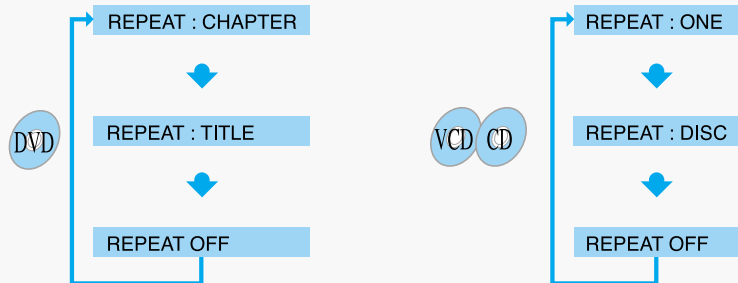 REPEAT : CHAPTER
DVD
REPEAT : TITLE
REPEAT OFF
REPEAT : ONE
VCD CD
REPEAT : DISC
REPEAT OFF